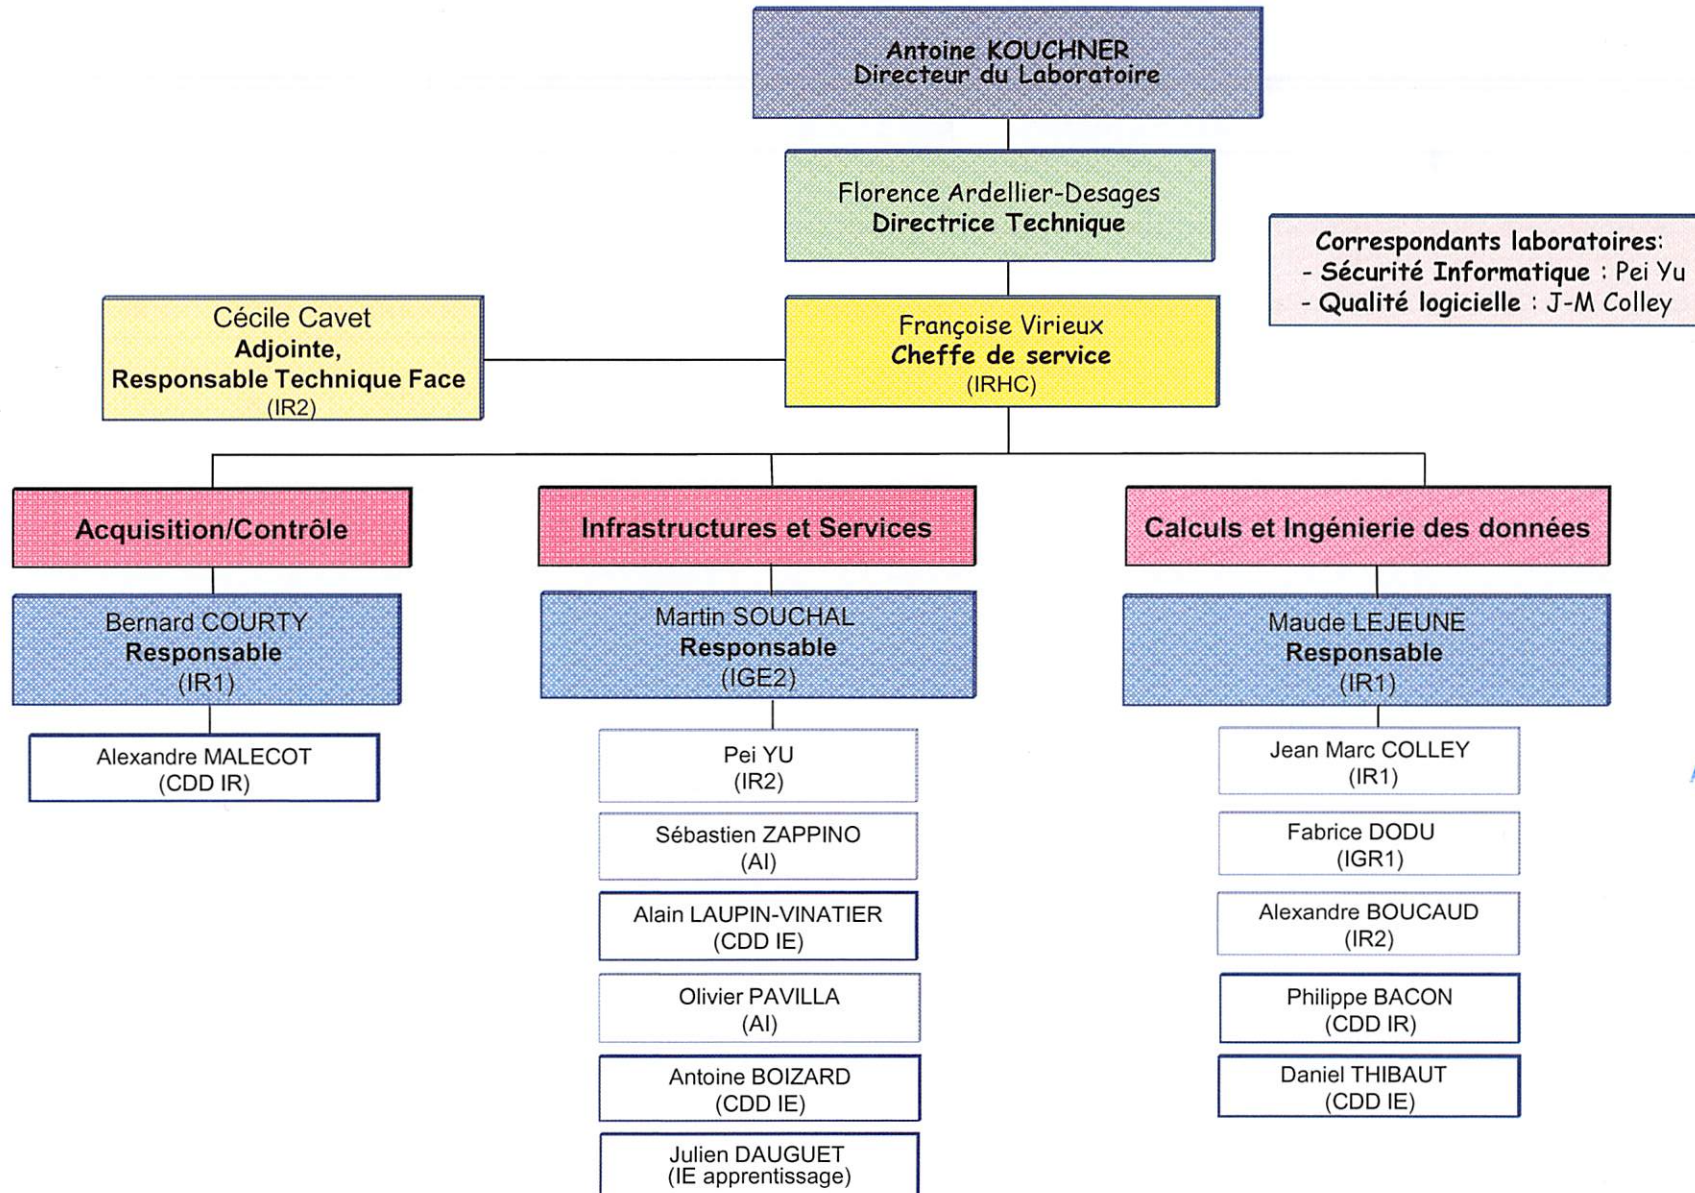 Antoine KOUCHNER
Directeur du Laboratoire
Florence Ardellier-Desages
Directrice Technique
Correspondants laboratoires:
- Sécurité Informatique : Pei Yu
- Qualité logicielle : J-M Colley
Cécile Cavet
Adjointe,
Responsable Technique Face
(IR2)
Françoise Virieux
Cheffe de service
(IRHC)
Acquisition/Contrôle
Bernard COURTY
Responsable
(IR1)
Alexandre MALECOT
(CDD IR)
Infrastructures et Services
Martin SOUCHAL
Responsable
(IGE2)
Pei YU
(IR2)
Sébastien ZAPPINO
(AI)
Alain LAUPIN-VINATIER
(CDD IE)
Olivier PAVILLA
(AI)
Antoine BOIZARD
(CDD IE)
Julien DAUGUET
(IE apprentissage)
Calculs et Ingénierie des données
Maude LEJEUNE
Responsable
(IR1)
Jean Marc COLLEY
(IR1)
Fabrice DODU
(IGR1)
Alexandre BOUCAUD
(IR2)
Philippe BACON
(CDD IR)
Daniel THIBAUT
(CDD IE)